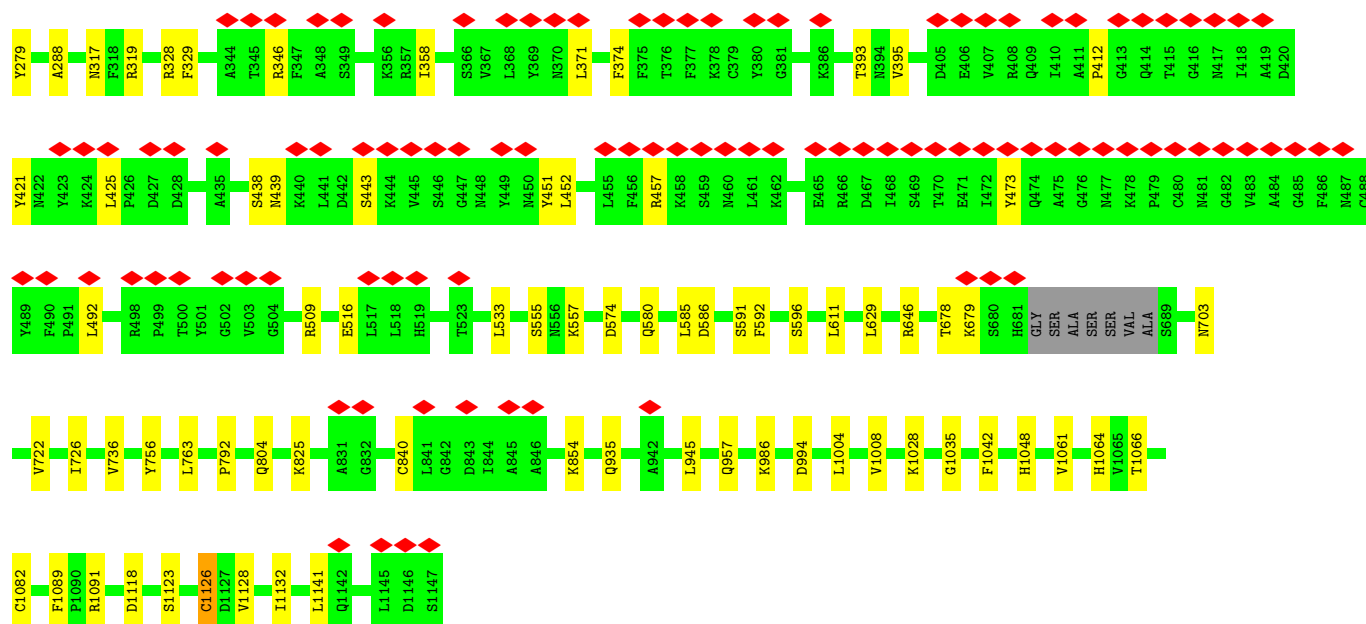 Y279 A288 N317 F318 R319 R328 F329 A344 T345 R346 F347 A348 S349 K356 R357 I358 S366 V367 L368 Y369 N370 L371 F374 F375 T376 F377 K378 C379 Y380 G381 K386 T393 N394 V395 D405 E406 V407 R408 Q409 I410 A411 P412 G413 Q414 T415 G416 N417 I418 A419 D420
Y421 N422 Y423 K424 L425 P426 D427 D428 A435 S438 N439 K440 L441 D442 S443 K444 V445 S446 G447 N448 Y449 N450 Y451 L452 L455 F456 R457 K458 S459 N460 L461 K462 E465 R466 D467 I468 S469 T470 E471 I472 Y473 Q474 A475 G476 N477 K478 P479 C480 N481 G482 V483 A484 G485 F486 N487 C488
Y489 F490 P491 L492 R498 P499 T500 Y501 G502 V503 G504 R509 E516 L517 L518 H519 T523 L533 S555 N556 K557 D574 Q580 L585 D586 S591 F592 S596 L611 L629 R646 T678 K679 S680 H681 GLY SER ALA SER SER VAL ALA S689 N703
V722 I726 V736 Y756 L763 P792 Q804 K825 A831 G832 C840 L841 G842 D843 I844 A845 A846 K854 Q935 A942 L945 Q957 K986 D994 L1004 V1008 K1028 G1035 F1042 H1048 V1061 H1064 V1065 T1066
C1082 F1089 P1090 R1091 D1118 S1123 C1126 D1127 V1128 I1132 L1141 Q1142 L1145 D1146 S1147